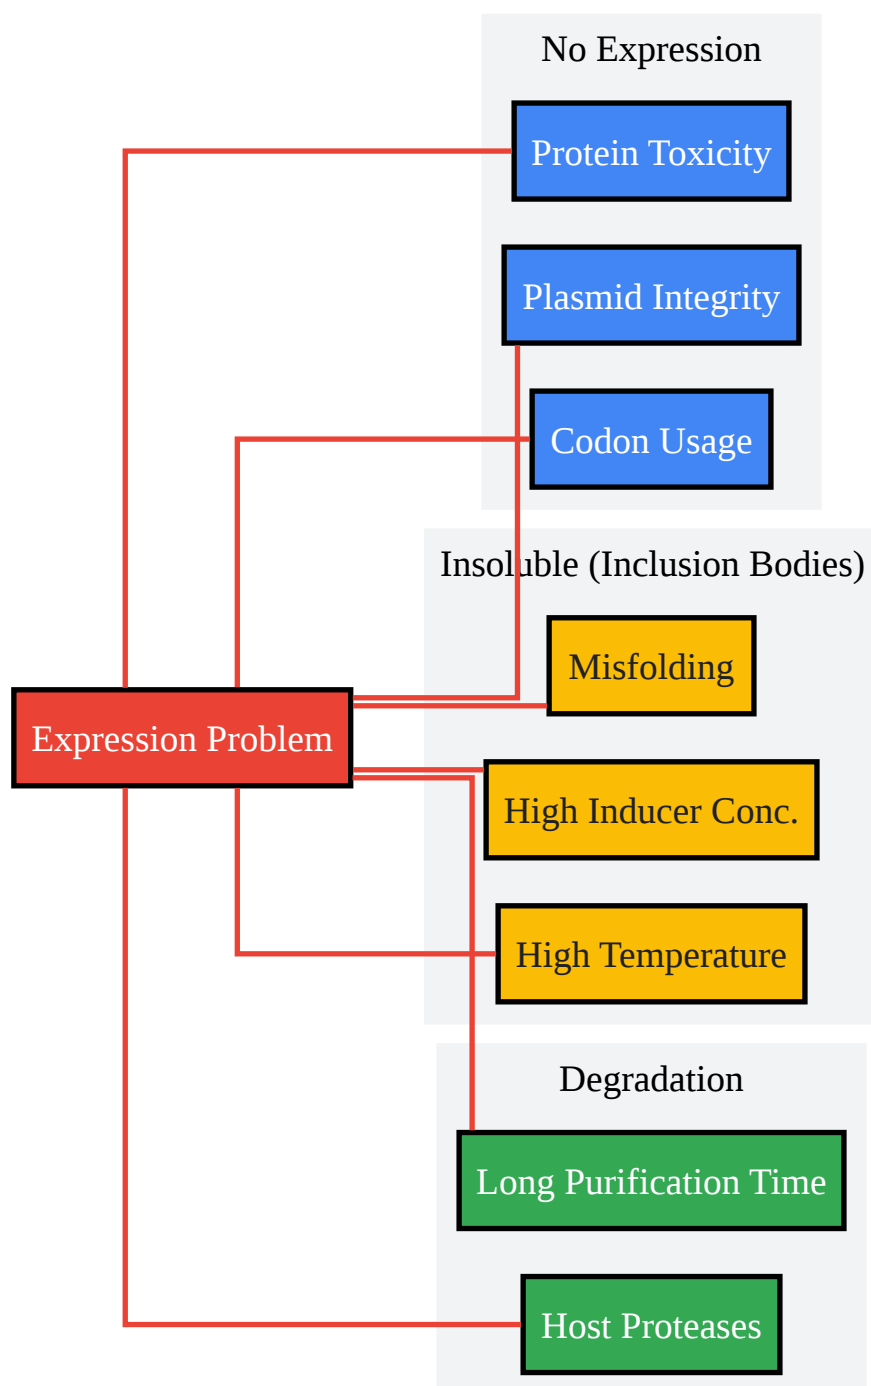 No Expression
Protein Toxicity
Plasmid Integrity
Codon Usage
Insoluble (Inclusion Bodies)
Misfolding
Expression Problem
High Inducer Conc.
High Temperature
Degradation
Long Purification Time
Host Proteases